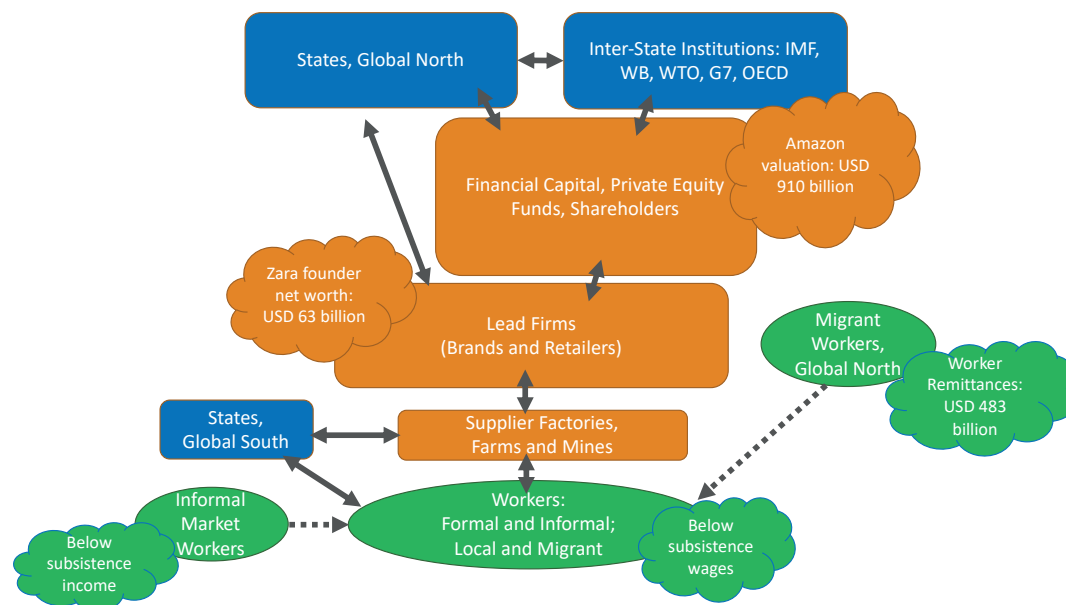 States, Global North
Inter-State Institutions: IMF,
WB, WTO, G7, OECD
Amazon
valuation: USD
910 billion
Financial Capital, Private Equity
Funds, Shareholders
Zara founder
net worth:
USD 63 billion
Lead Firms
(Brands and Retailers)
Migrant
Workers,
Global North
Worker
Remittances:
USD 483
billion
States,
Global South
Supplier Factories,
Farms and Mines
Informal
Market
Workers
Workers:
Formal and Informal;
Local and Migrant
Below
subsistence
income
Below
subsistence
wages